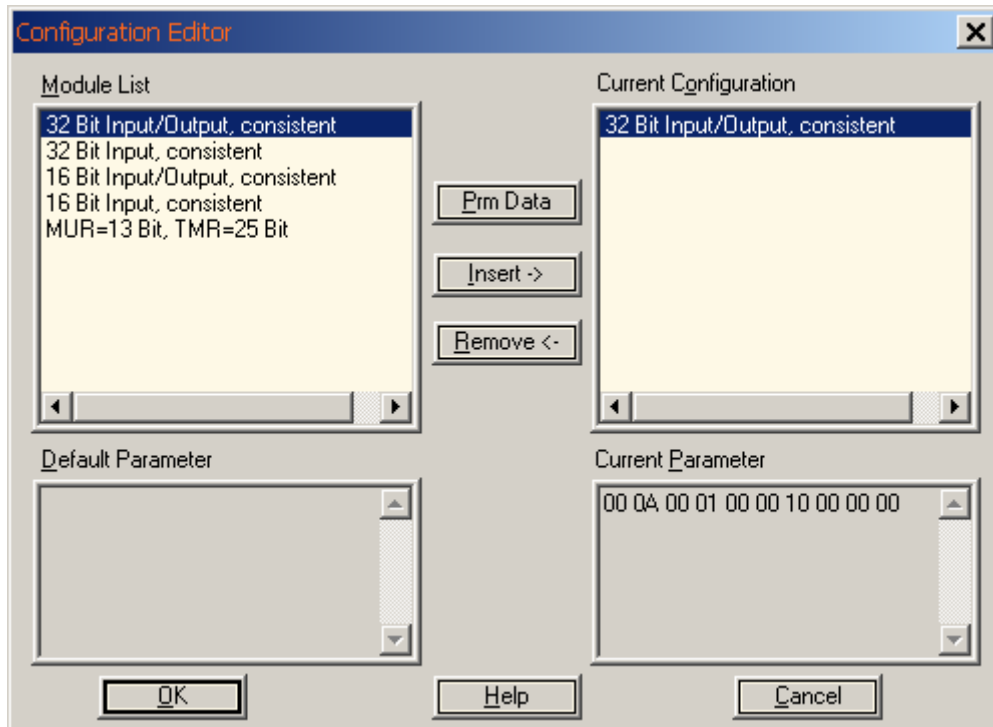 Configuration Editor
Module List
32 Bit Input/Output, consistent
32 Bit Input, consistent
16 Bit Input/Output, consistent
16 Bit Input, consistent
MUR=13 Bit, TMR=25 Bit
Prm Data
Insert ->
Remove <-
Current Configuration
32 Bit Input/Output, consistent
Default Parameter
Current Parameter
00 0A 00 01 00 00 10 00 00 00
OK
Help
Cancel